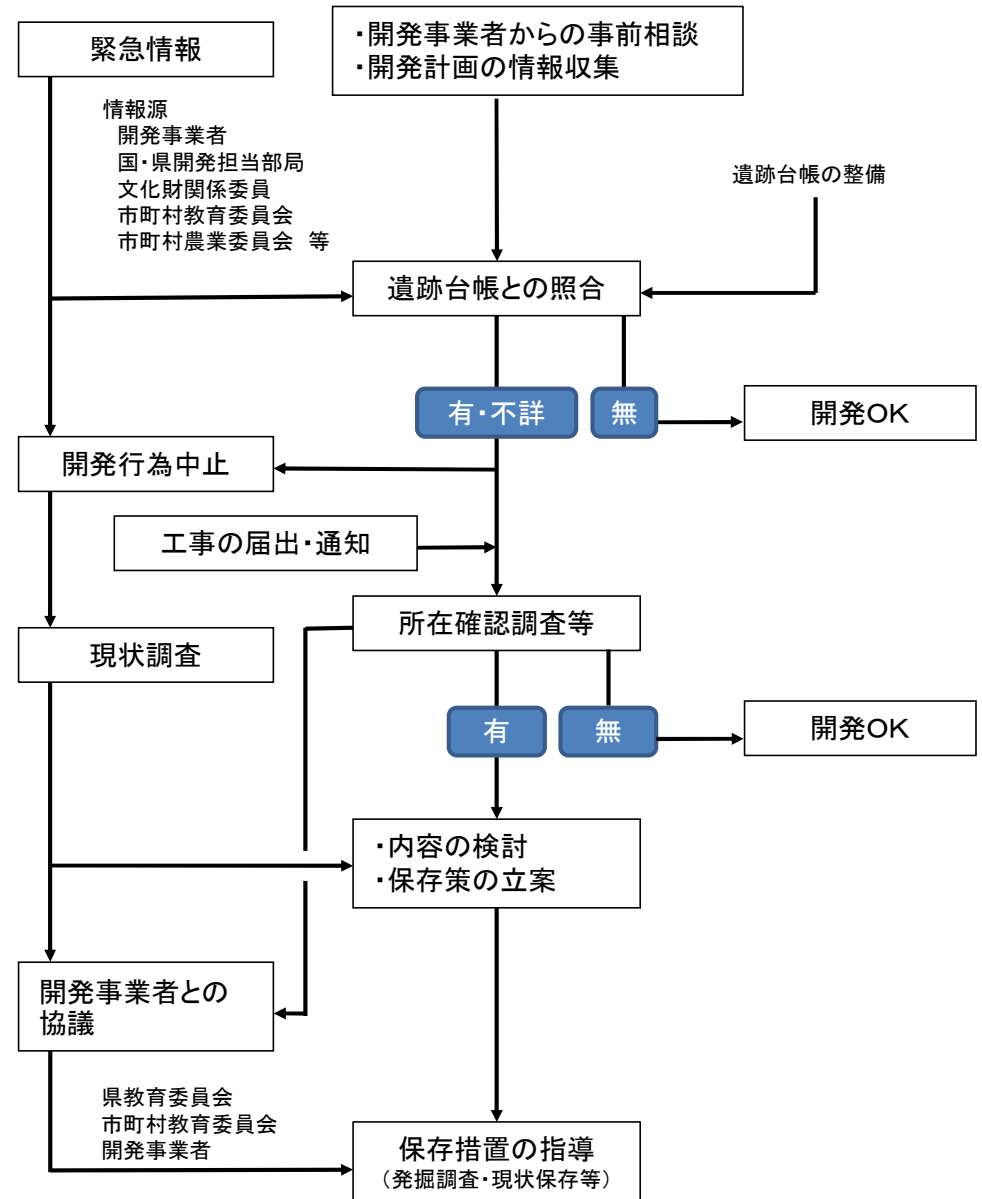 緊急情報
・開発事業者からの事前相談
・開発計画の情報収集
情報源
開発事業者
国・県開発担当部局
文化財関係委員
市町村教育委員会
市町村農業委員会　等
遺跡台帳の整備
遺跡台帳との照合
有・不詳
無
開発OK
開発行為中止
工事の届出・通知
所在確認調査等
現状調査
有
無
開発OK
・内容の検討
・保存策の立案
開発事業者との
協議
県教育委員会
市町村教育委員会
開発事業者
保存措置の指導
（発掘調査・現状保存等）